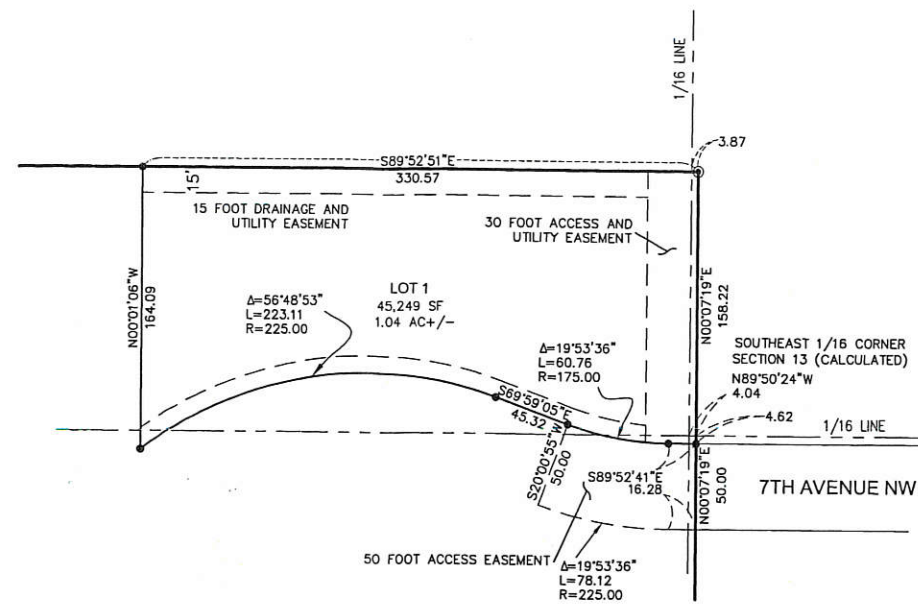 1/16 LINE
3.87
S89°52'51"E
330.57
15'
15 FOOT DRAINAGE AND
UTILITY EASEMENT
30 FOOT ACCESS AND
UTILITY EASEMENT
N00°01'06"W
164.09
LOT 1
45,249 SF
1.04 AC+/-
Δ=56°48'53"
L=223.11
R=225.00
Δ=19°53'36"
L=60.76
R=175.00
N00°07'19"E
158.22
SOUTHEAST 1/16 CORNER
SECTION 13 (CALCULATED)
N89°50'24"W
4.04
4.62
1/16 LINE
S69°59'05"E
45.32
S20°00'55"W
50.00
S89°52'41"E
16.28
N00°07'19"E
50.00
7TH AVENUE NW
50 FOOT ACCESS EASEMENT
Δ=19°53'36"
L=78.12
R=225.00